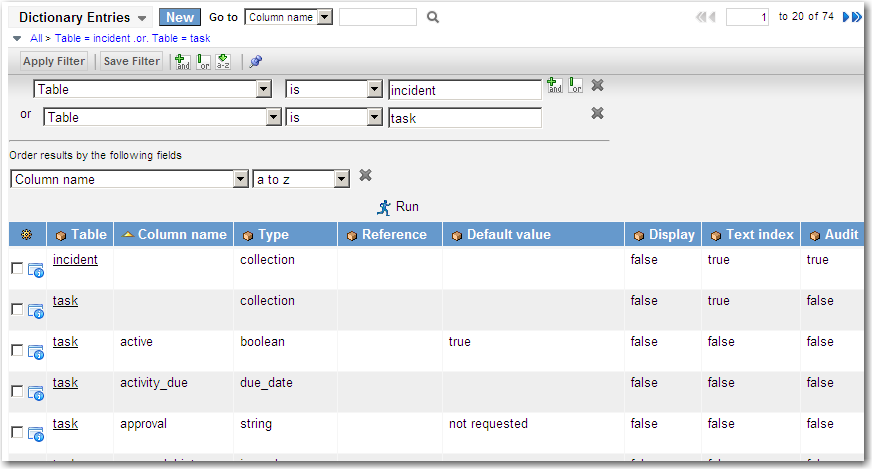 Dictionary Entries New Go to Column name 1 to 20 of 74
All > Table = incident .or. Table = task
Apply Filter Save Filter and or a-z
Table is incident and or
or Table is task
Order results by the following fields
Column name a to z
Run
Table Column name Type Reference Default value Display Text index Audit
incident collection false true true
task collection false true false
task active boolean true false false false
task activity_due due_date false false false
task approval string not requested false false false